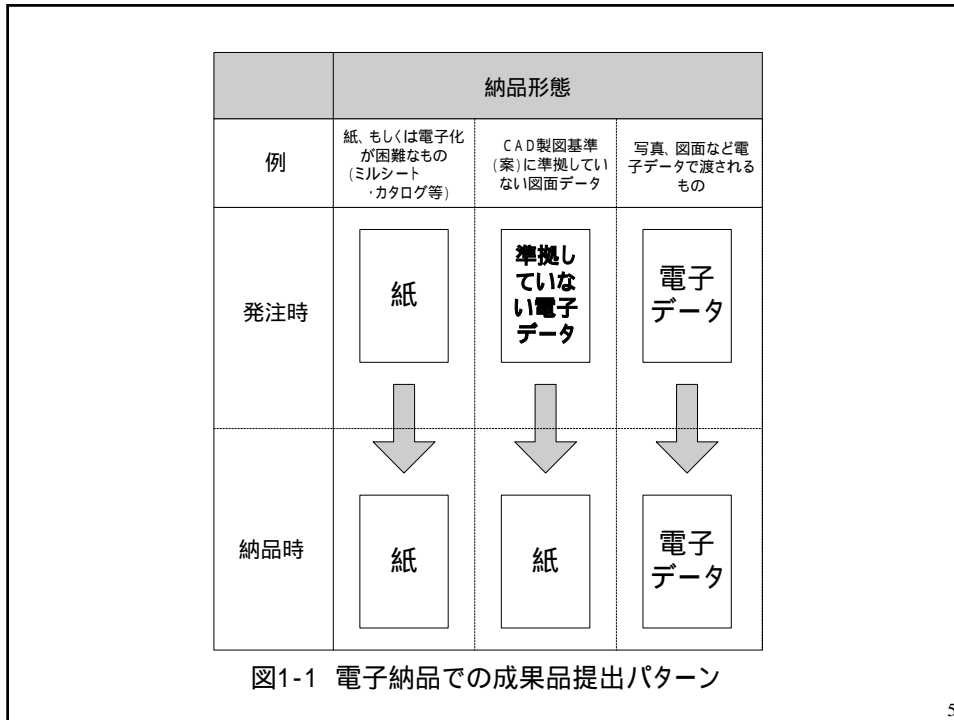 納品形態
例
紙、もしくは電子化
が困難なもの
(ミルシート
・カタログ等)
CAD製図基準
(案)に準拠してい
ない図面データ
写真、図面など電
子データで渡される
もの
発注時
紙
準拠し
ていな
い電子
データ
電子
データ
納品時
紙
紙
電子
データ
図1-1 電子納品での成果品提出パターン
5